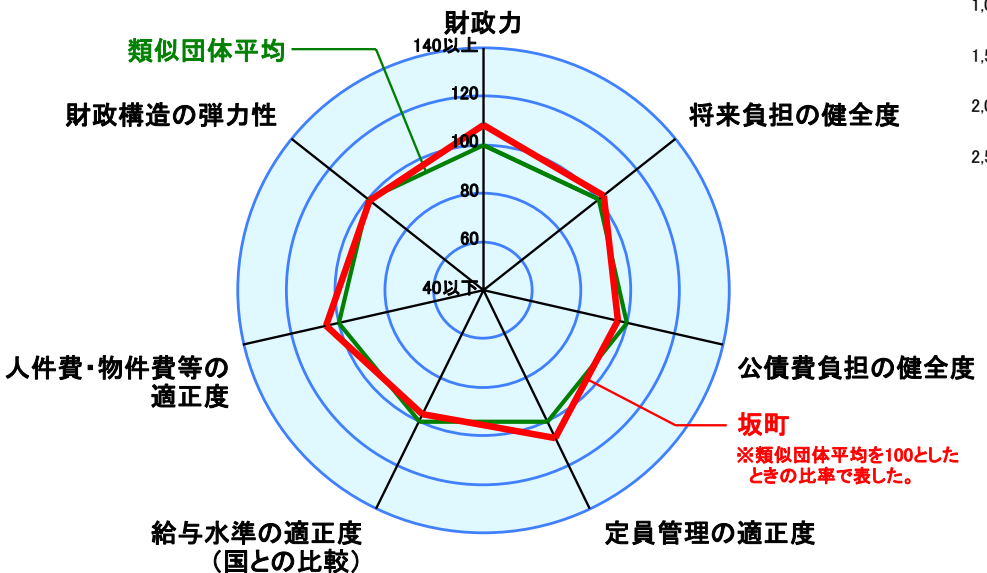 財政力
類似団体平均
140以上
120
100
80
60
40以下
財政構造の弾力性
将来負担の健全度
人件費・物件費等の
適正度
公債費負担の健全度
坂町
※類似団体平均を100とした
ときの比率で表した。
給与水準の適正度
（国との比較）
定員管理の適正度